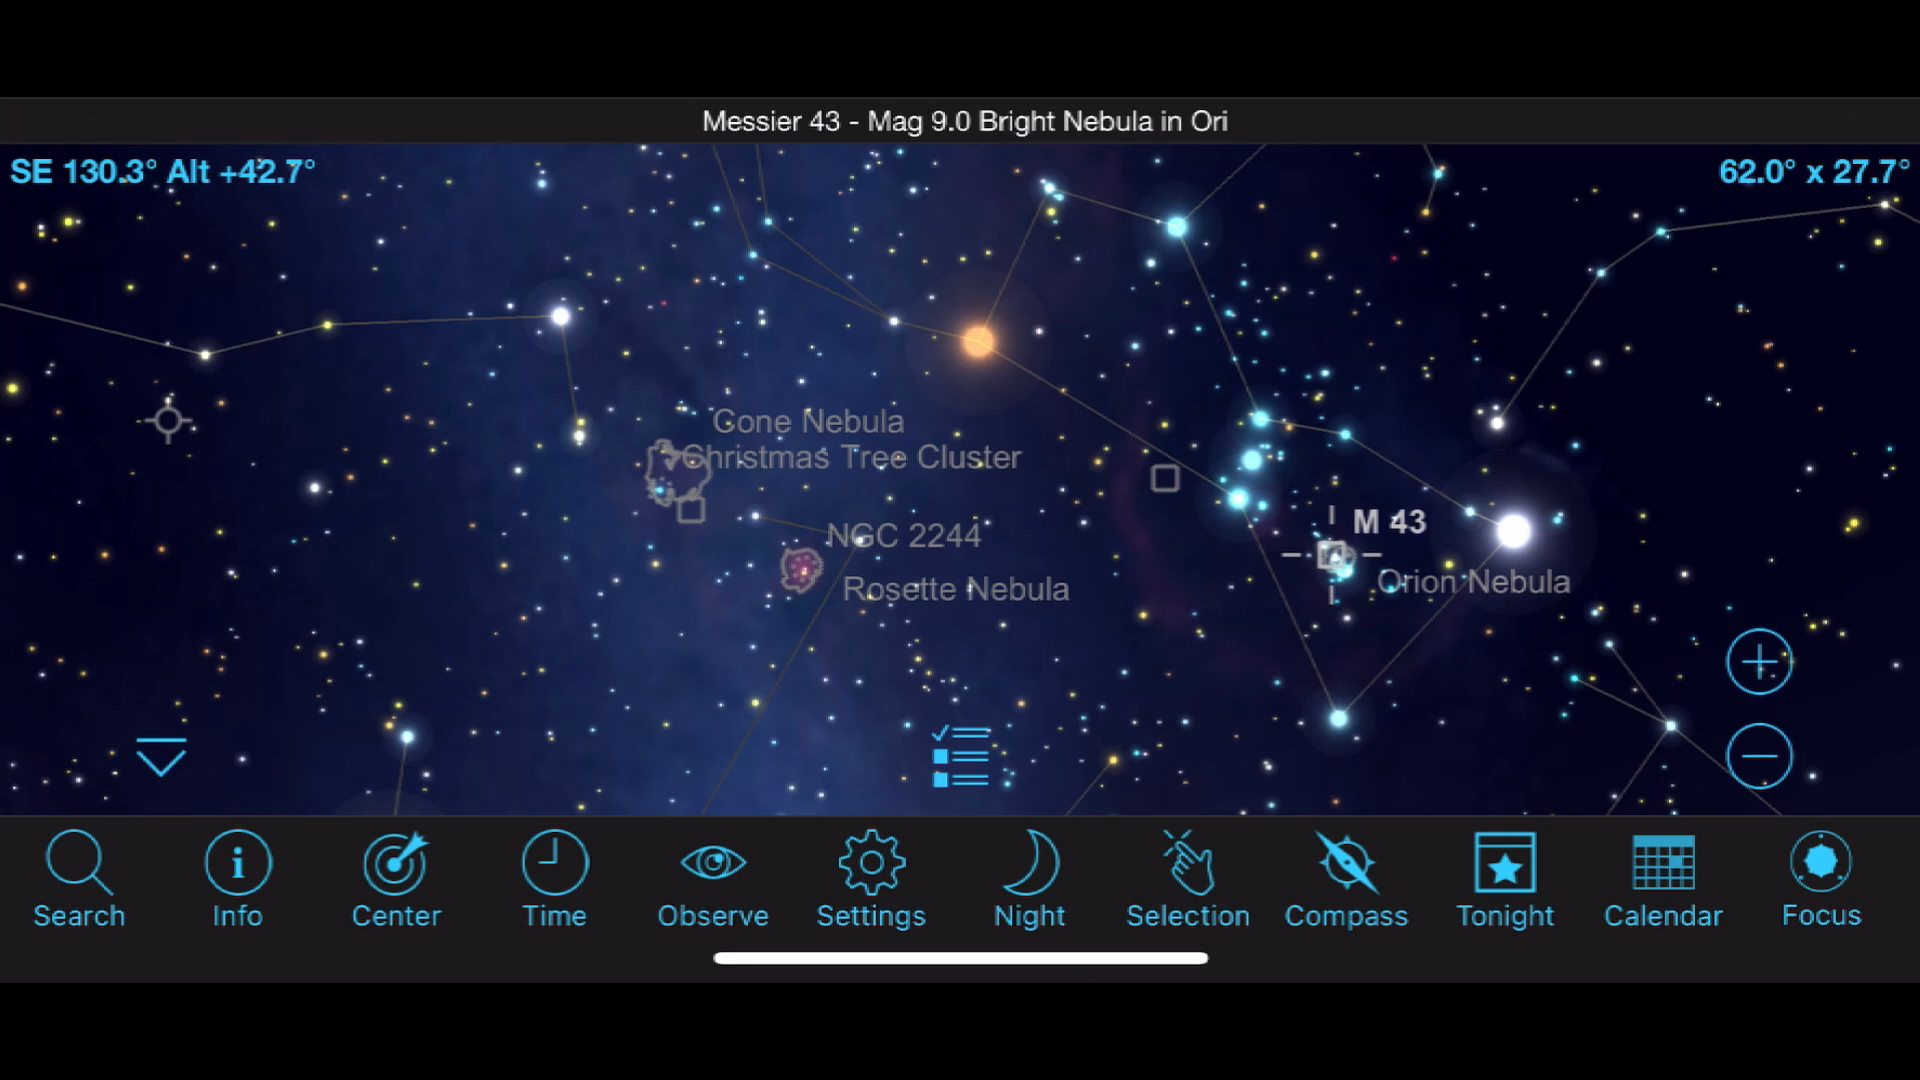 Messier 43 - Mag 9.0 Bright Nebula in Ori
SE 130.3° Alt +42.7°
62.0° x 27.7°
Gone Nebula
Christmas Tree Cluster
NGC 2244
Rosette Nebula
M 43
Orion Nebula
Search
Info
Center
Time
Observe
Settings
Night
Selection
Compass
Tonight
Calendar
Focus